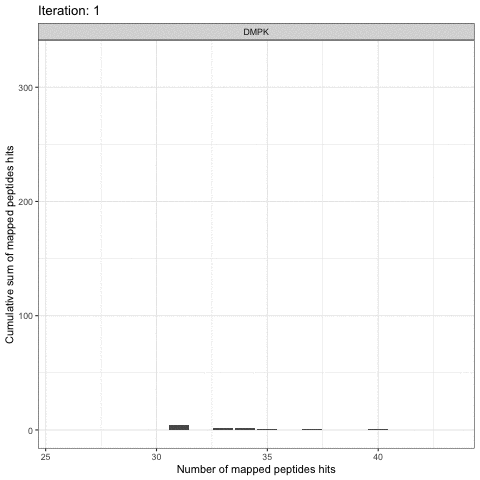 Iteration: 1
DMPK
300
200
100
0
25
30
35
40
Number of mapped peptides hits
Cumulative sum of mapped peptides hits